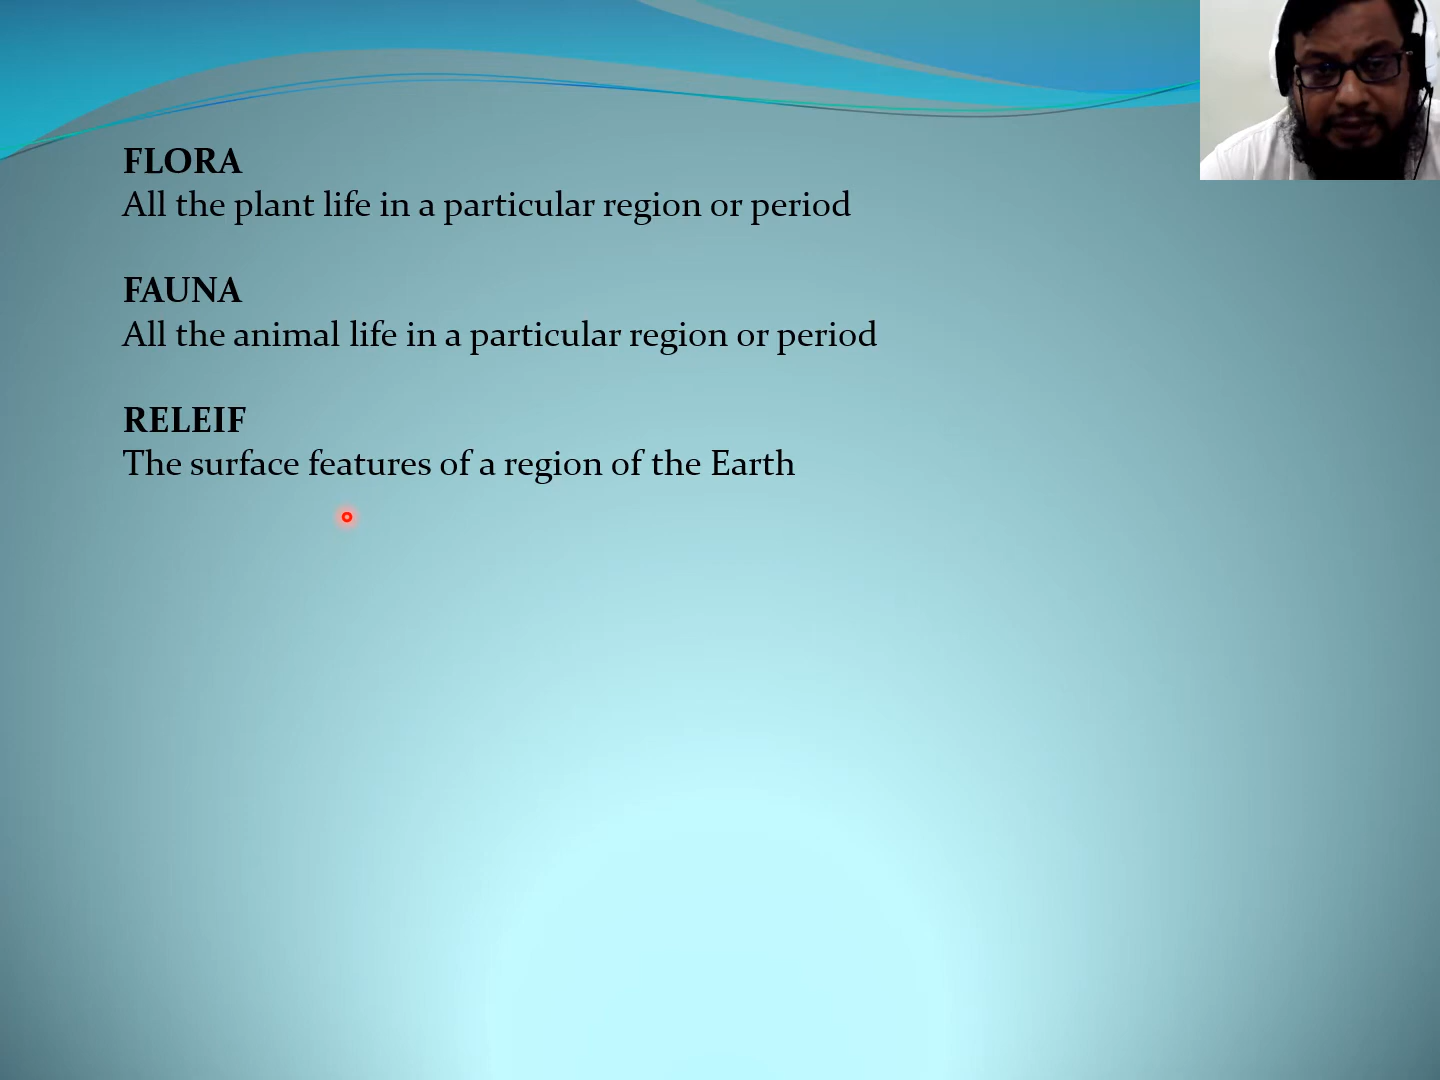 FLORA
All the plant life in a particular region or period
FAUNA
All the animal life in a particular region or period
RELEIF
The surface features of a region of the Earth